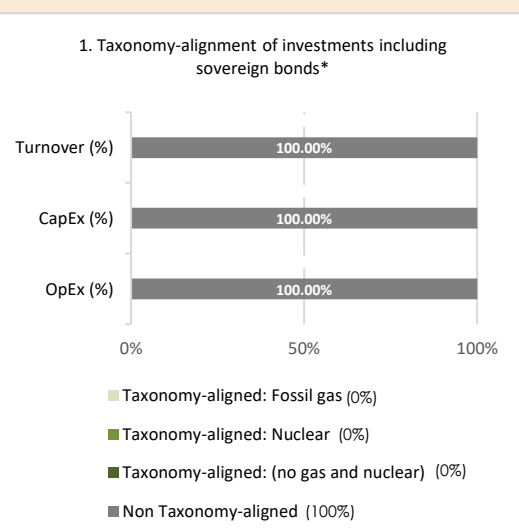 1. Taxonomy-alignment of investments including
sovereign bonds*
Turnover (%)
100.00%
CapEx (%)
100.00%
OpEx (%)
100.00%
0%
50%
100%
Taxonomy-aligned: Fossil gas (0%)
Taxonomy-aligned: Nuclear (0%)
Taxonomy-aligned: (no gas and nuclear) (0%)
Non Taxonomy-aligned (100%)